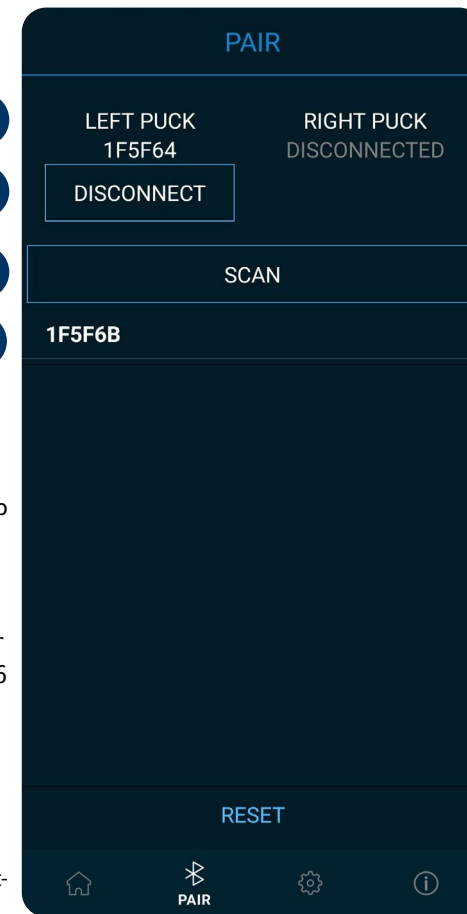 PAIR
LEFT PUCK
1F5F64
DISCONNECT
RIGHT PUCK
DISCONNECTED
SCAN
1F5F6B
RESET
PAIR